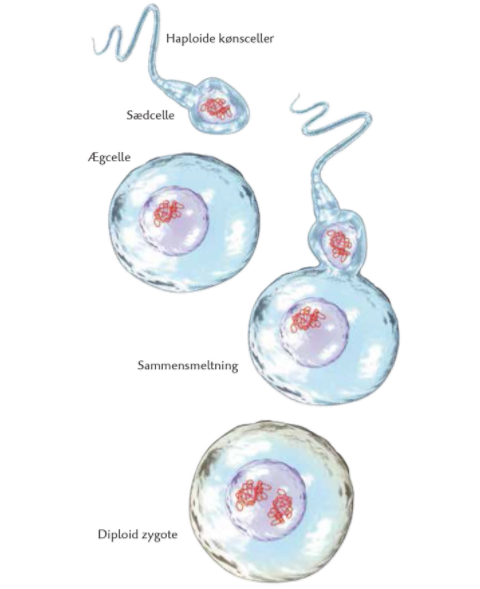 Haploide kønsceller
Sædcelle
Ægcelle
Sammensmeltning
Diploid zygote